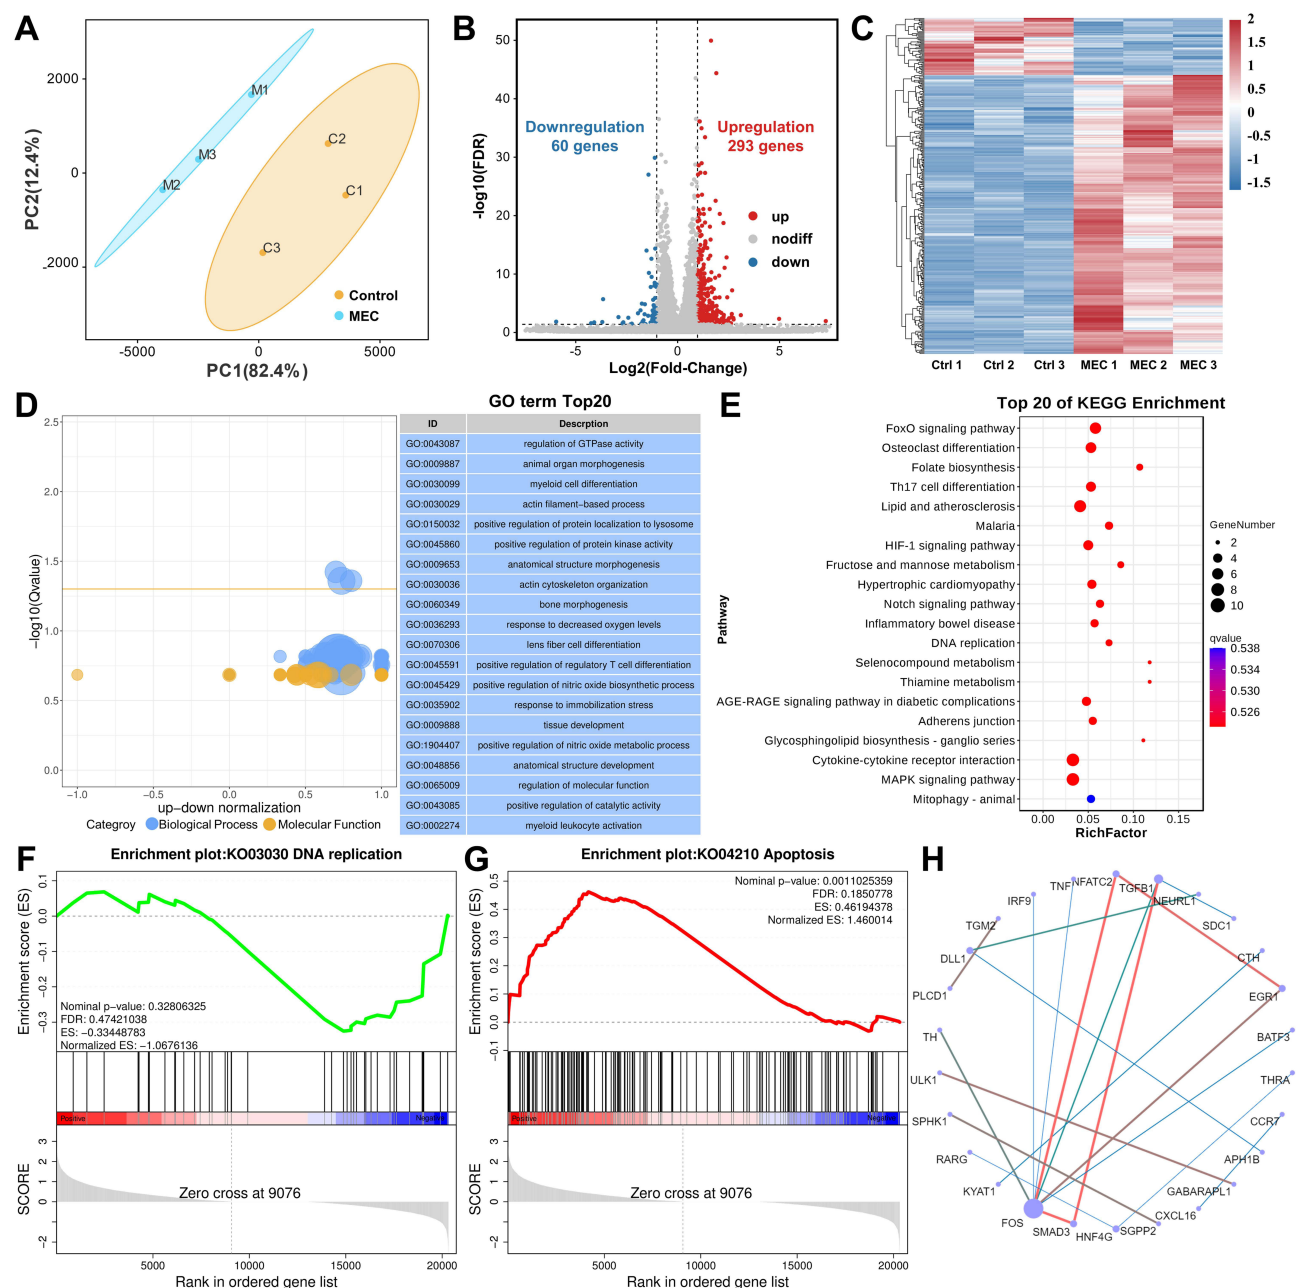 A
2000
0
-2000
PC2(12.4%)
M1
M3
M2
C2
C1
C3
Control
MEC
-5000
0
5000
PC1(82.4%)
B
50
40
30
20
10
0
-log10(FDR)
Downregulation
60 genes
Upregulation
293 genes
up
nodiff
down
-5
0
5
Log2(Fold-Change)
C
2
1.5
1
0.5
0
-0.5
-1
-1.5
Ctrl 1 Ctrl 2 Ctrl 3 MEC 1 MEC 2 MEC 3
D
GO term Top20
2.5
2.0
1.5
1.0
0.5
0.0
−log10(Qvalue)
−1.0 −0.5 0.0 0.5 1.0
up−down normalization
Categroy Biological Process Molecular Function
ID Descrption
GO:0043087 regulation of GTPase activity
GO:0009887 animal organ morphogenesis
GO:0030099 myeloid cell differentiation
GO:0030029 actin filament−based process
GO:0150032 positive regulation of protein localization to lysosome
GO:0045860 positive regulation of protein kinase activity
GO:0009653 anatomical structure morphogenesis
GO:0030036 actin cytoskeleton organization
GO:0060349 bone morphogenesis
GO:0036293 response to decreased oxygen levels
GO:0070306 lens fiber cell differentiation
GO:0045591 positive regulation of regulatory T cell differentiation
GO:0045429 positive regulation of nitric oxide biosynthetic process
GO:0035902 response to immobilization stress
GO:0009888 tissue development
GO:1904407 positive regulation of nitric oxide metabolic process
GO:0048856 anatomical structure development
GO:0065009 regulation of molecular function
GO:0043085 positive regulation of catalytic activity
GO:0002274 myeloid leukocyte activation
E
Top 20 of KEGG Enrichment
Pathway
FoxO signaling pathway
Osteoclast differentiation
Folate biosynthesis
Th17 cell differentiation
Lipid and atherosclerosis
Malaria
HIF-1 signaling pathway
Fructose and mannose metabolism
Hypertrophic cardiomyopathy
Notch signaling pathway
Inflammatory bowel disease
DNA replication
Selenocompound metabolism
Thiamine metabolism
AGE-RAGE signaling pathway in diabetic complications
Adherens junction
Glycosphingolipid biosynthesis - ganglio series
Cytokine-cytokine receptor interaction
MAPK signaling pathway
Mitophagy - animal
0.00 0.05 0.10 0.15
RichFactor
GeneNumber
2
4
6
8
10
qvalue
0.538
0.534
0.530
0.526
F
Enrichment plot:KO03030 DNA replication
Enrichment score (ES)
0.1
0.0
−0.1
−0.2
−0.3
Nominal p−value: 0.32806325
FDR: 0.47421038
ES: −0.33448783
Normalized ES: −1.0676136
Positive
SCORE
3
2
1
0
−1
−2
Zero cross at 9076
5000 10000 15000 20000
Rank in ordered gene list
G
Enrichment plot:KO04210 Apoptosis
Enrichment score (ES)
0.5
0.4
0.3
0.2
0.1
0.0
−0.1
Nominal p-value: 0.0011025359
FDR: 0.1850778
ES: 0.46194378
Normalized ES: 1.460014
Positive
Negative
SCORE
3
2
1
0
−1
−2
Zero cross at 9076
5000 10000 15000 20000
Rank in ordered gene list
H
TNF
NFATC2
TGFB1
NEURL1
IRF9
SDC1
TGM2
CTH
DLL1
EGR1
PLCD1
BATF3
TH
THRA
ULK1
CCR7
SPHK1
APH1B
RARG
GABARAPL1
KYAT1
CXCL16
FOS
SMAD3
HNF4G
SGPP2